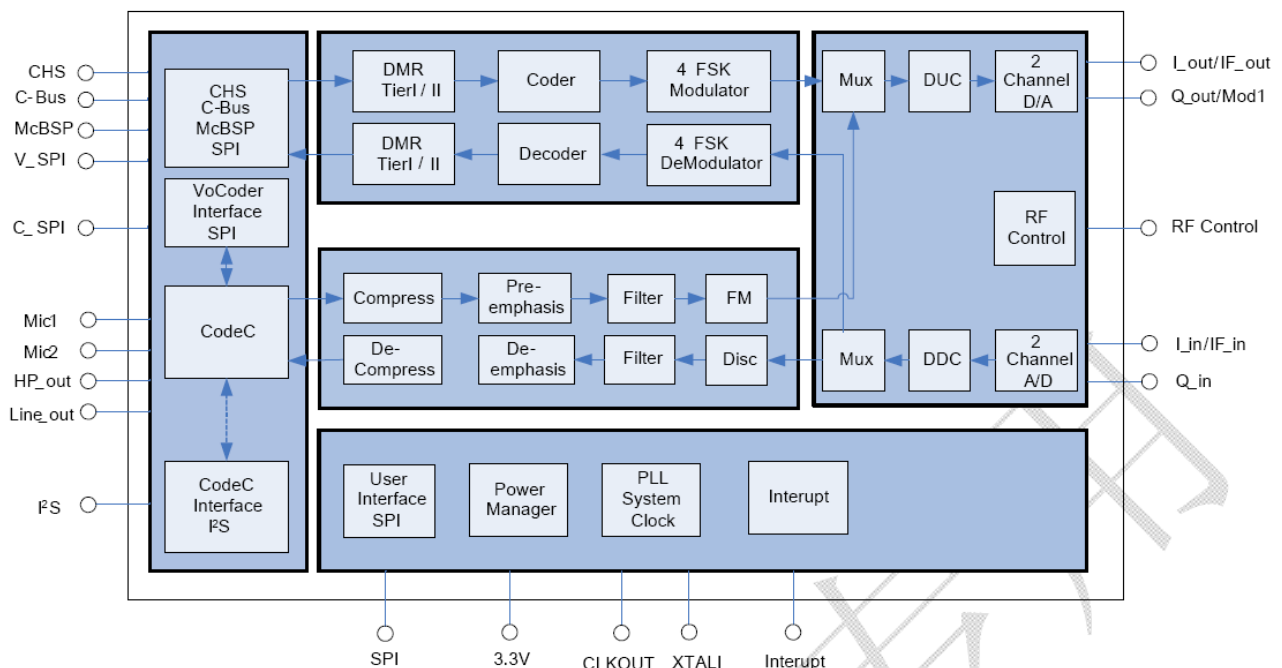 CHS
C-Bus
McBSP
V_SPI
C_SPI
Mic1
Mic2
HP_out
Line_out
I²S
CHS
C-Bus
McBSP
SPI
VoCoder
Interface
SPI
CodeC
CodeC
Interface
I²S
DMR
TierI / II
Coder
4 FSK
Modulator
DMR
TierI / II
Decoder
4 FSK
DeModulator
Compress
Pre-
emphasis
Filter
FM
De-
Compress
De-
emphasis
Filter
Disc
Mux
DUC
2
Channel
D/A
RF
Control
Mux
DDC
2
Channel
A/D
I_out/IF_out
Q_out/Mod1
RF Control
I_in/IF_in
Q_in
User
Interface
SPI
Power
Manager
PLL
System
Clock
Interupt
SPI
3.3V
CLKOUT
XTALI
Interupt